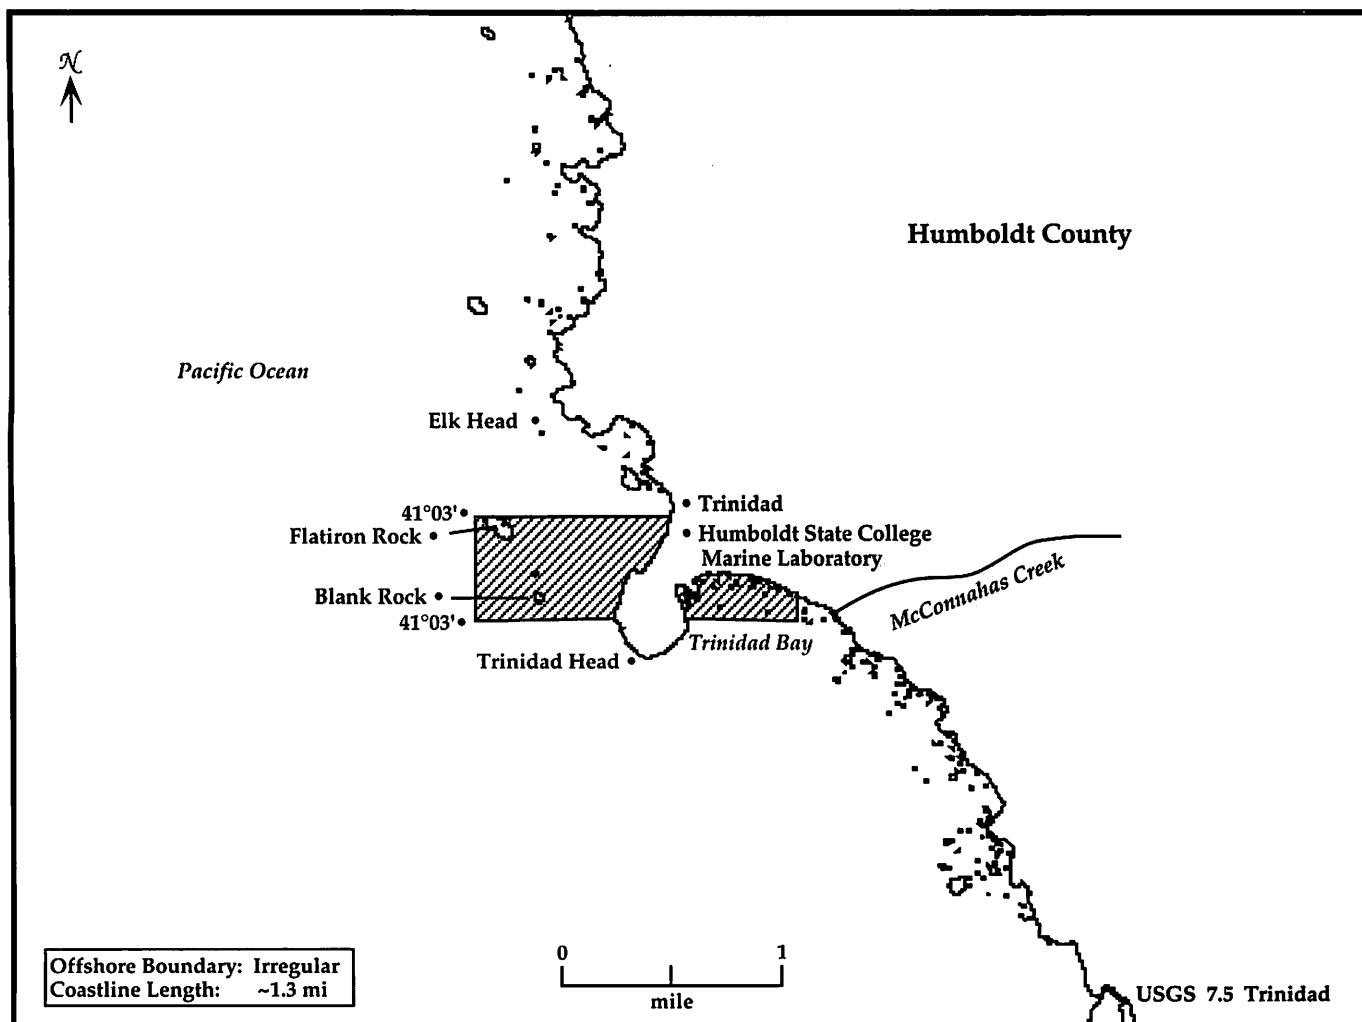 N
Humboldt County
Pacific Ocean
Elk Head
Trinidad
41°03'
Humboldt State College
Marine Laboratory
Flatiron Rock
McConnahas Creek
Blank Rock
41°03'
Trinidad Bay
Trinidad Head
0 1
mile
Offshore Boundary: Irregular
Coastline Length: ~1.3 mi
USGS 7.5 Trinidad